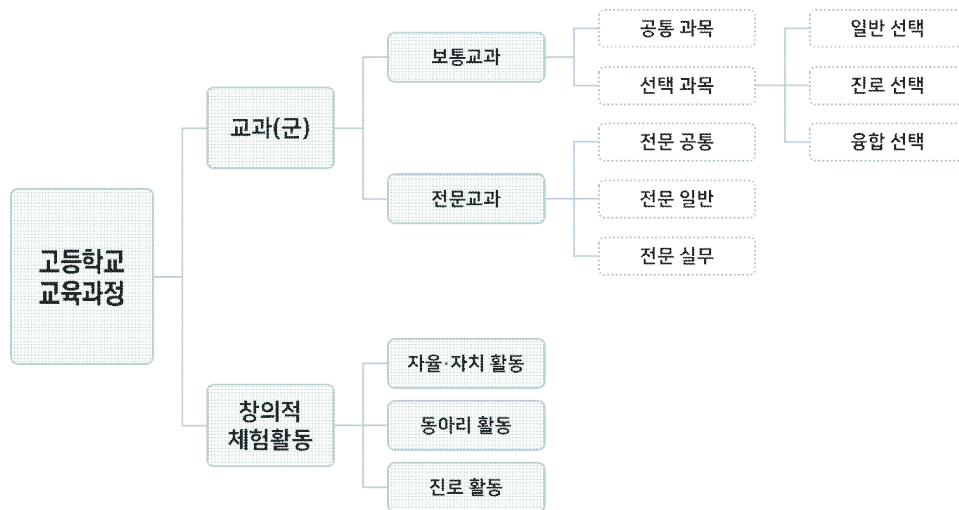 고등학교
교육과정
교과(군)
보통교과
공통 과목
선택 과목
일반 선택
진로 선택
융합 선택
전문교과
전문 공통
전문 일반
전문 실무
창의적
체험활동
자율·자치 활동
동아리 활동
진로 활동